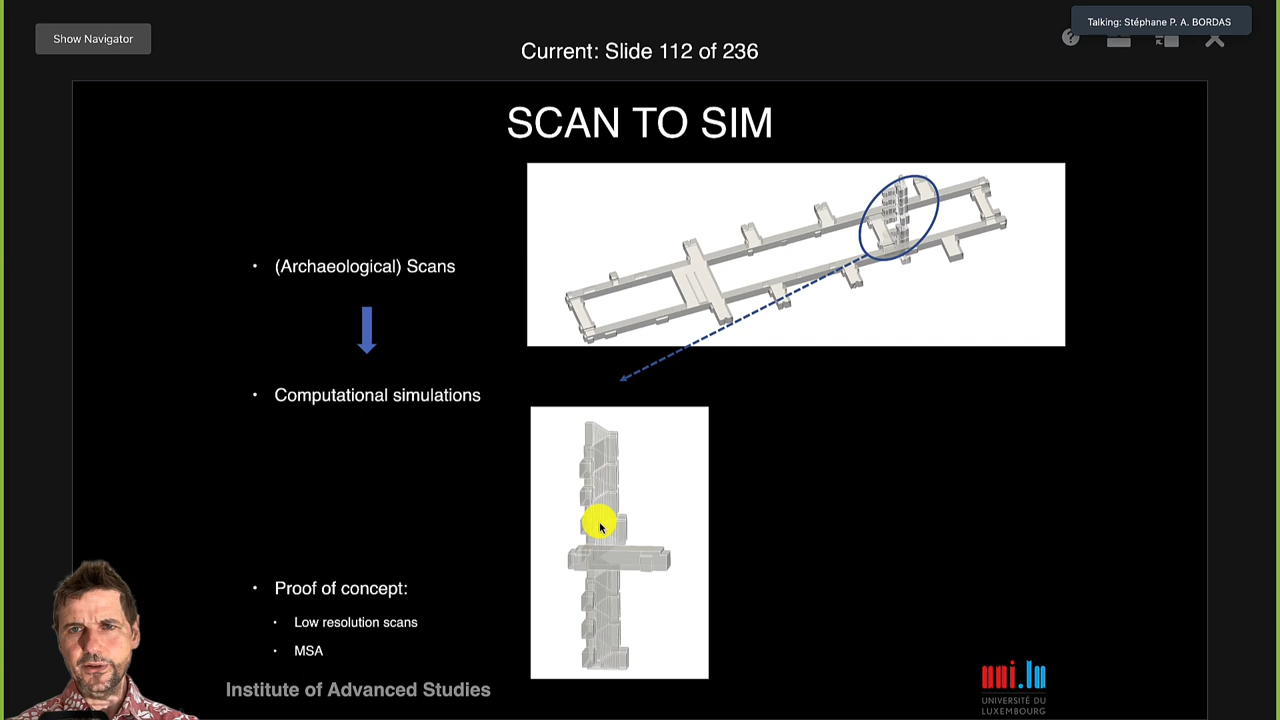 Talking: Stéphane P. A. BORDAS
Show Navigator
?
Current: Slide 112 of 236
SCAN TO SIM
• (Archaeological) Scans
• Computational simulations
• Proof of concept:
• Low resolution scans
• MSA
Institute of Advanced Studies
uni.lu
UNIVERSITÉ DU
LUXEMBOURG